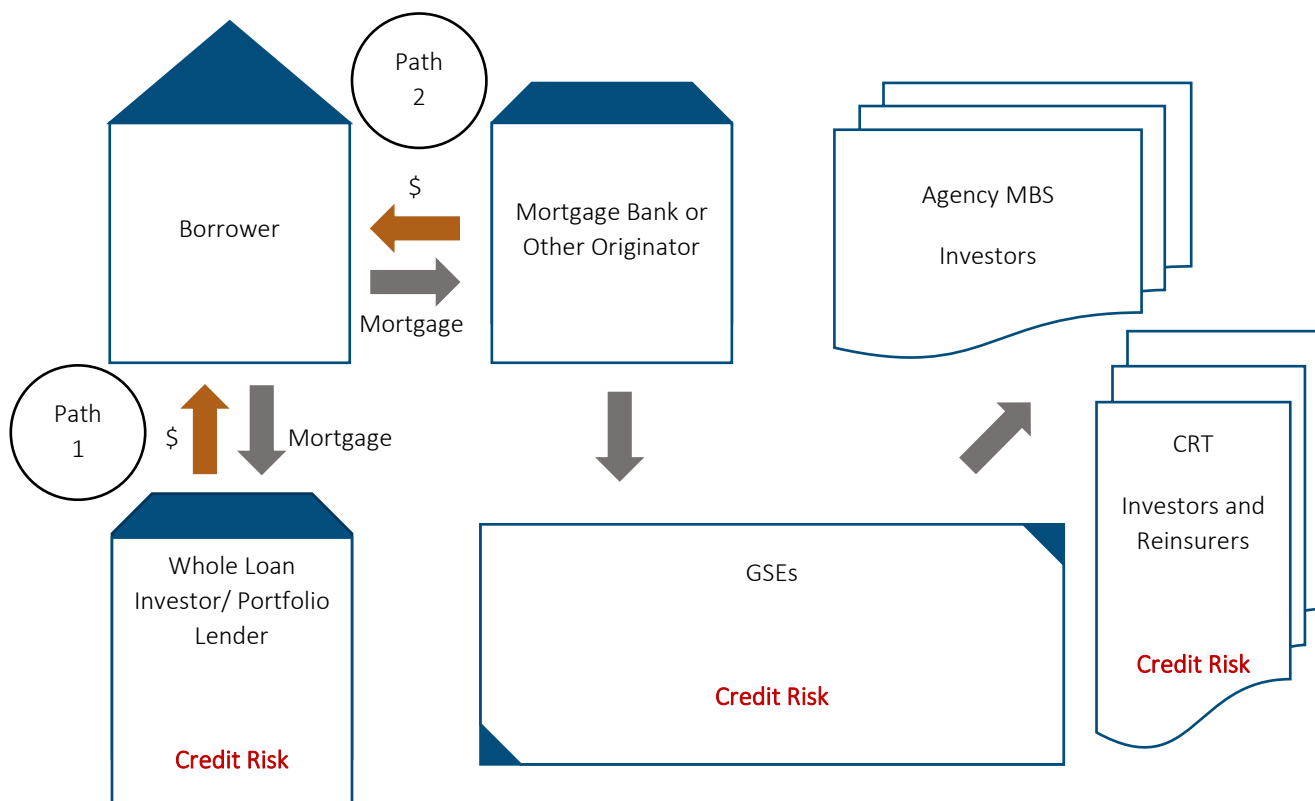 Path
2
$
Borrower
Mortgage Bank or
Other Originator
Agency MBS
Investors
Mortgage
Path
1
$
Mortgage
CRT
Investors and
Reinsurers
Credit Risk
Whole Loan
Investor/ Portfolio
Lender
Credit Risk
GSEs
Credit Risk